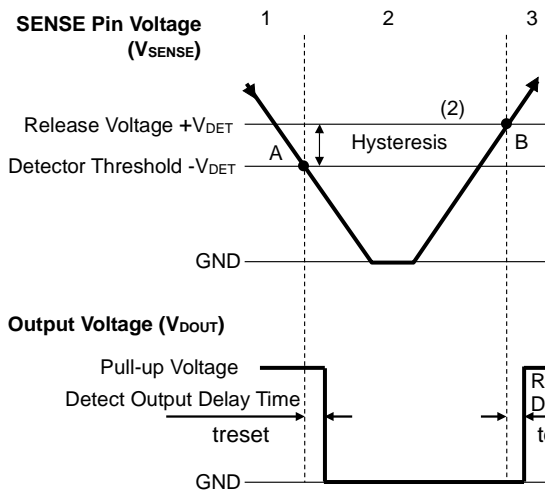 SENSE Pin Voltage
(VSENSE)
1
2
3
Release Voltage +VDET
(2)
A
Hysteresis
B
Detector Threshold -VDET
GND
Output Voltage (VDOUT)
Pull-up Voltage
Detect Output Delay Time
treset
R
D
GND